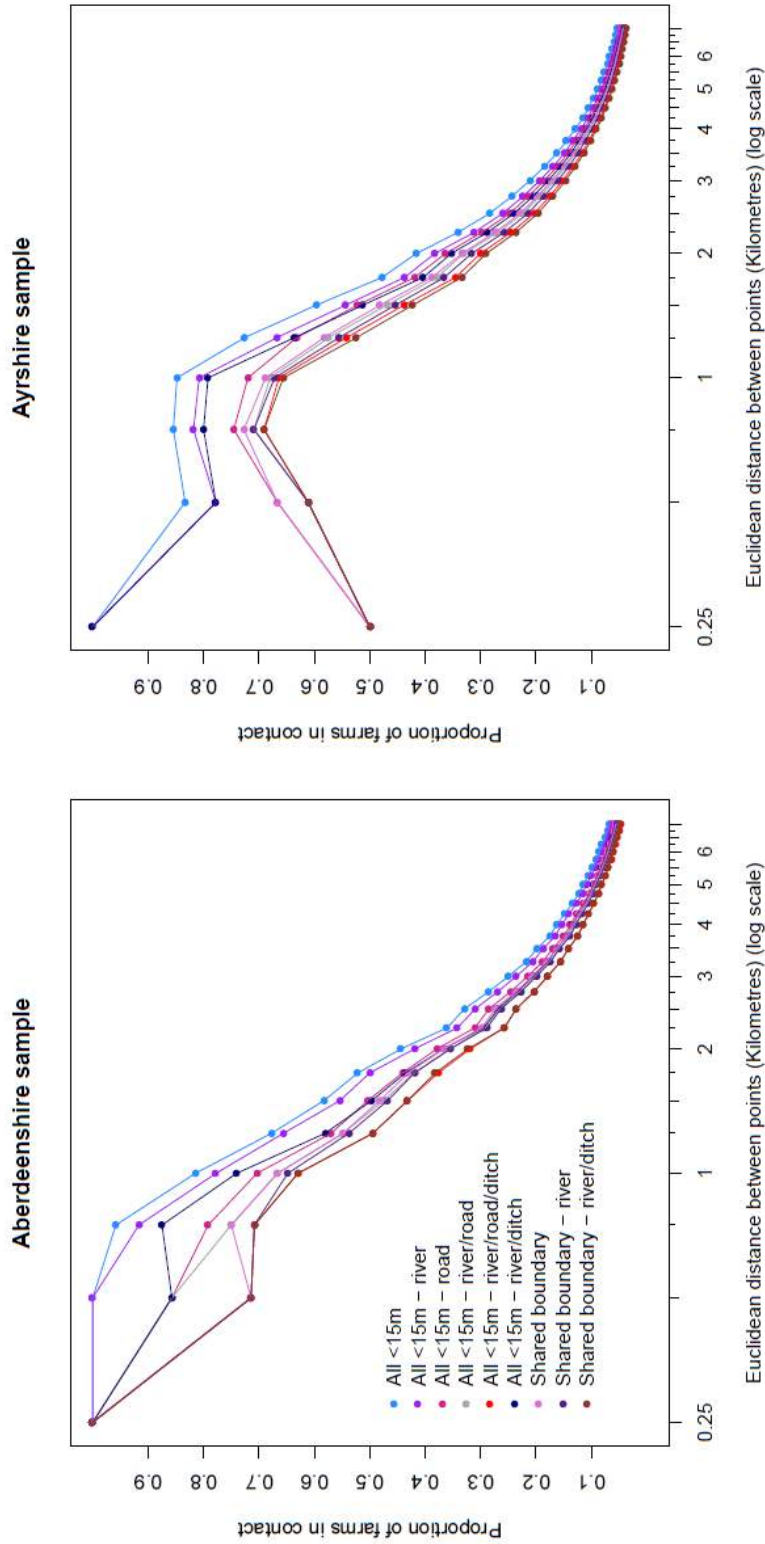 Aberdeenshire sample
Proportion of farms in contact
0.1
0.2
0.3
0.4
0.5
0.6
0.7
0.8
0.9
All <15m
All <15m − river
All <15m − road
All <15m − river/road
All <15m − river/road/ditch
All <15m − river/ditch
Shared boundary
Shared boundary − river
Shared boundary − river/ditch
0.25
1
2
3
4
5
6
Euclidean distance between points (Kilometres) (log scale)
Ayrshire sample
Proportion of farms in contact
0.1
0.2
0.3
0.4
0.5
0.6
0.7
0.8
0.9
0.25
1
2
3
4
5
6
Euclidean distance between points (Kilometres) (log scale)